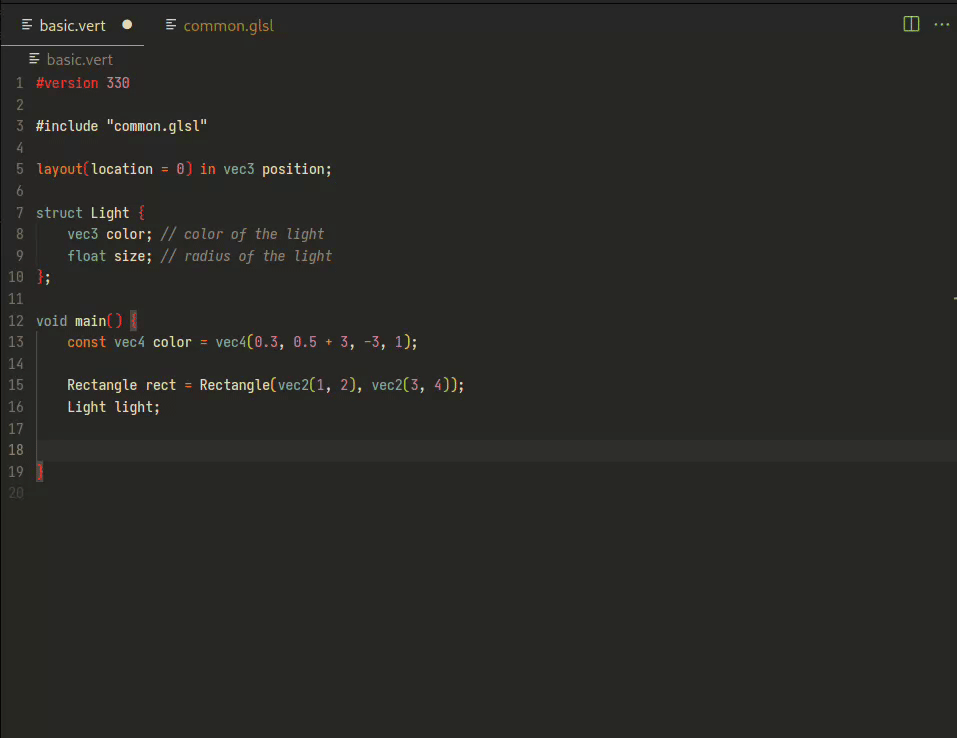 basic.vert ● common.glsl ···
basic.vert
1 #version 330
2
3 #include "common.glsl"
4
5 layout(location = 0) in vec3 position;
6
7 struct Light {
8     vec3 color; // color of the light
9     float size; // radius of the light
10 };
11
12 void main() {
13     const vec4 color = vec4(0.3, 0.5 + 3, -3, 1);
14
15     Rectangle rect = Rectangle(vec2(1, 2), vec2(3, 4));
16     Light light;
17
18
19 }
20